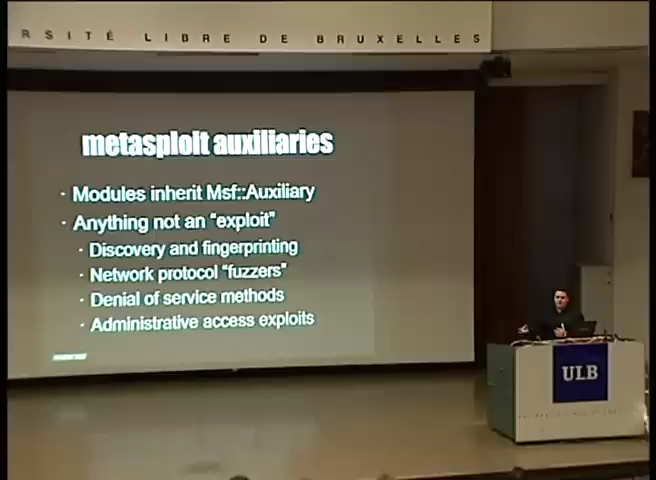 RSITÉ LIBRE DE BRUXELLES
metasploit auxiliaries
· Modules inherit Msf::Auxiliary
· Anything not an "exploit"
· Discovery and fingerprinting
· Network protocol "fuzzers"
· Denial of service methods
· Administrative access exploits
ULB